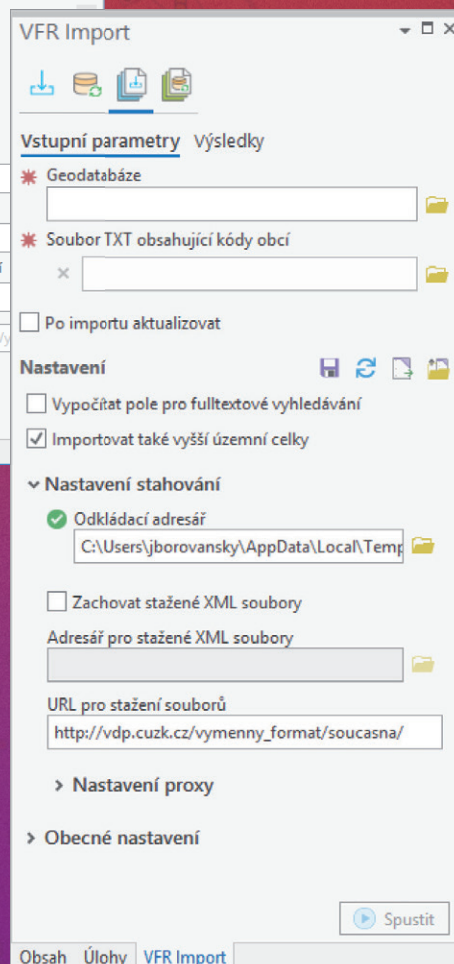 VFR Import
Vstupní parametry Výsledky
Geodatabáze
Soubor TXT obsahující kódy obcí
Po importu aktualizovat
Nastavení
Vypočítat pole pro fulltextové vyhledávání
Importovat také vyšší územní celky
Nastavení stahování
Odkládací adresář
C:\Users\jborovansky\AppData\Local\Temp
Zachovat stažené XML soubory
Adresář pro stažené XML soubory
URL pro stažení souborů
http://vdp.cuzk.cz/vymenny_format/soucasna/
Nastavení proxy
Obecné nastavení
Spustit
Obsah Úlohy VFR Import